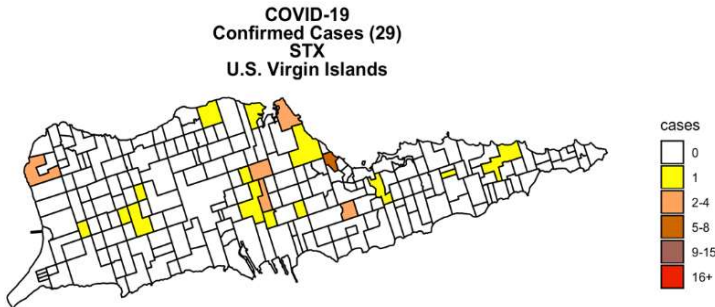 COVID-19
Confirmed Cases (29)
STX
U.S. Virgin Islands
cases
0
1
2-4
5-8
9-15
16+